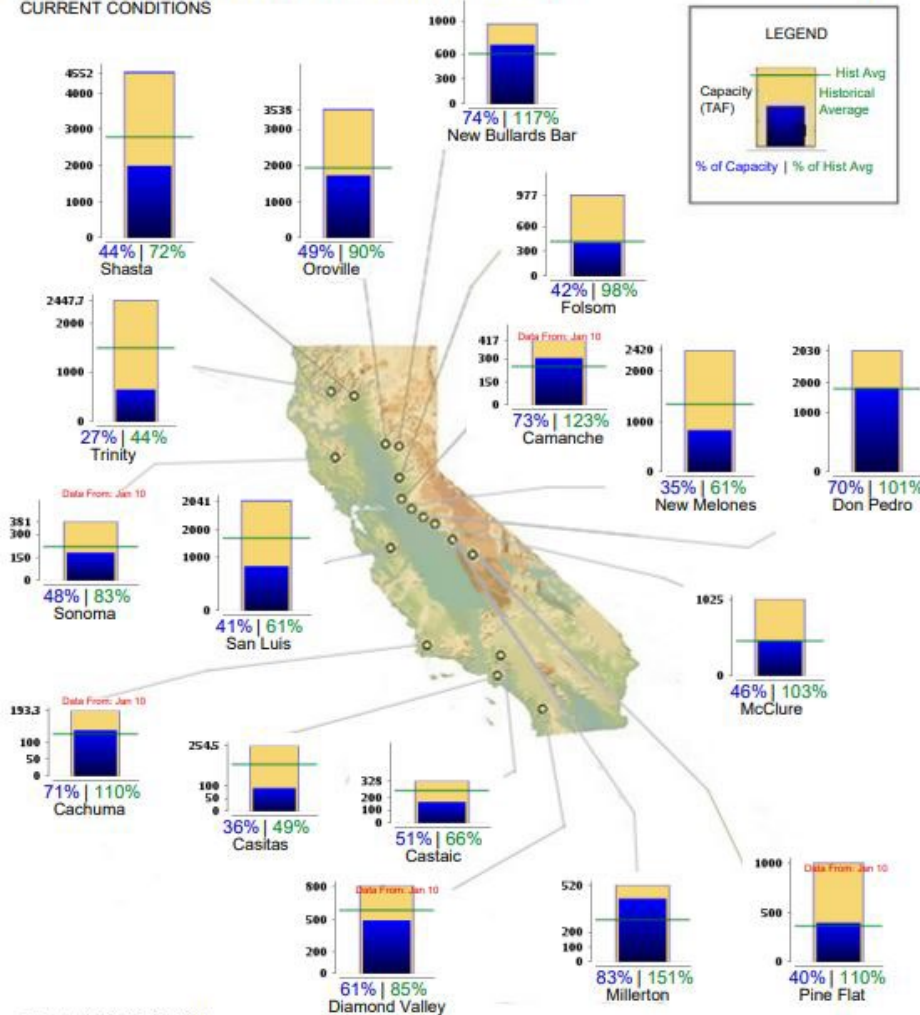 CURRENT CONDITIONS
1000
600
300
0
74% | 117%
New Bullards Bar
LEGEND
Hist Avg
Capacity
(TAF)
Historical
Average
% of Capacity | % of Hist Avg
4552
4000
3000
2000
1000
0
44% | 72%
Shasta
3538
3000
2000
1000
0
49% | 90%
Oroville
977
600
300
0
42% | 98%
Folsom
2447.7
2000
1000
0
27% | 44%
Trinity
Data From: Jan 10
417
300
150
0
73% | 123%
Camanche
2420
2000
1000
0
35% | 61%
New Melones
2030
2000
1000
0
70% | 101%
Don Pedro
Data From: Jan 10
381
300
150
0
48% | 83%
Sonoma
2041
2000
1000
0
41% | 61%
San Luis
1025
0
46% | 103%
McClure
Data From: Jan 10
193.3
100
50
0
71% | 110%
Cachuma
254.5
100
50
0
36% | 49%
Casitas
328
200
100
0
51% | 66%
Castaic
800
Data From: Jan 10
500
200
0
61% | 85%
Diamond Valley
520
200
100
0
83% | 151%
Millerton
1000
Data From: Jan 10
500
0
40% | 110%
Pine Flat